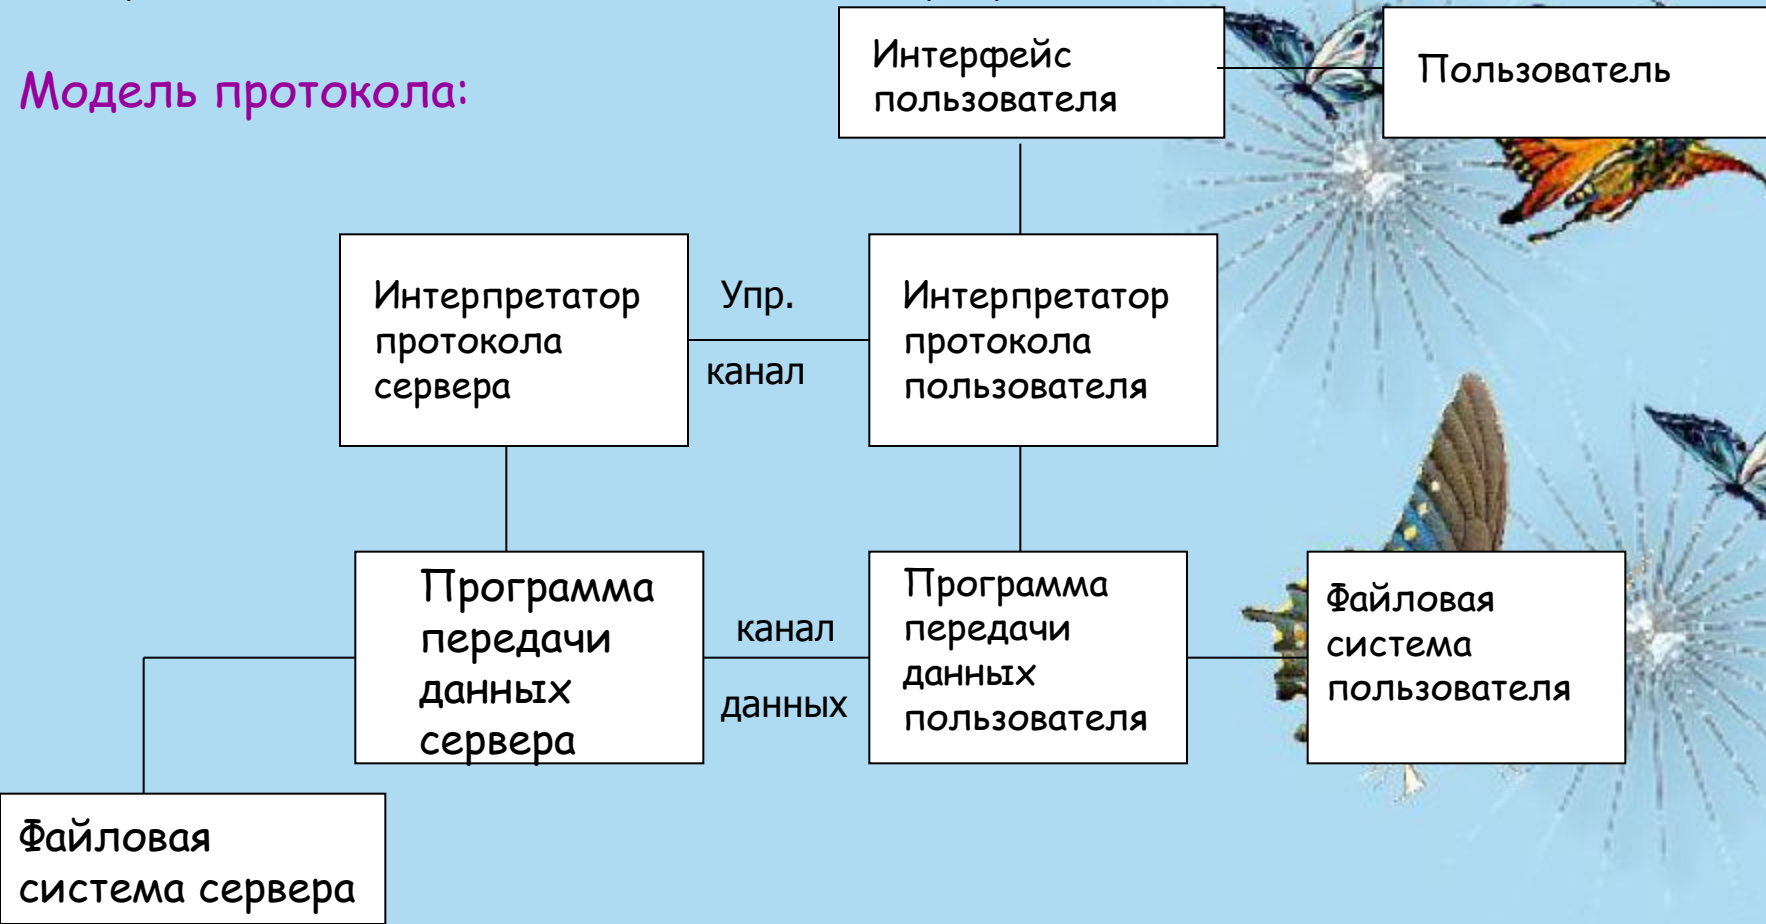 Модель протокола:
Интерфейс
пользователя
Пользователь
Интерпретатор
протокола
сервера
Упр.
канал
Интерпретатор
протокола
пользователя
Программа
передачи
данных
сервера
канал
данных
Программа
передачи
данных
пользователя
Файловая
система
пользователя
Файловая
система сервера